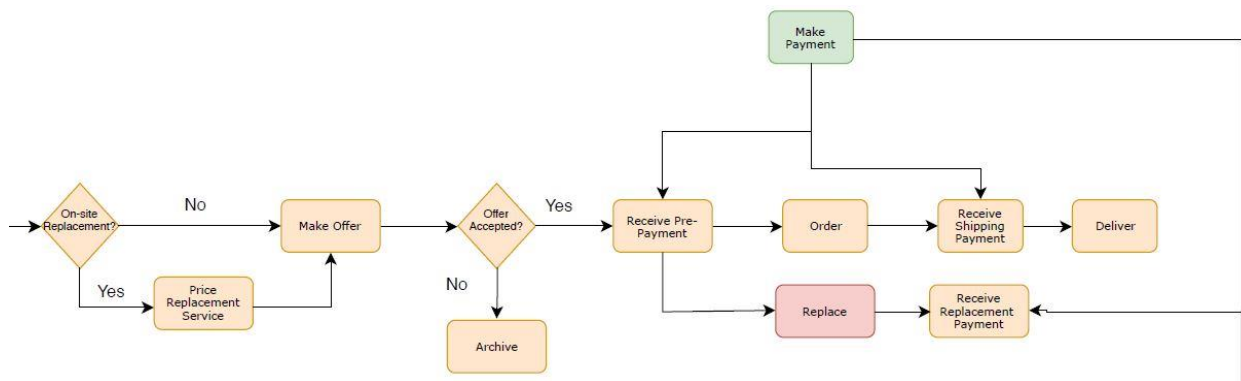 Make
Payment
On-site
Replacement?
No
Make Offer
Offer
Accepted?
Yes
Receive Pre-
Payment
Order
Receive
Shipping
Payment
Deliver
Yes
Price
Replacement
Service
No
Archive
Replace
Receive
Replacement
Payment